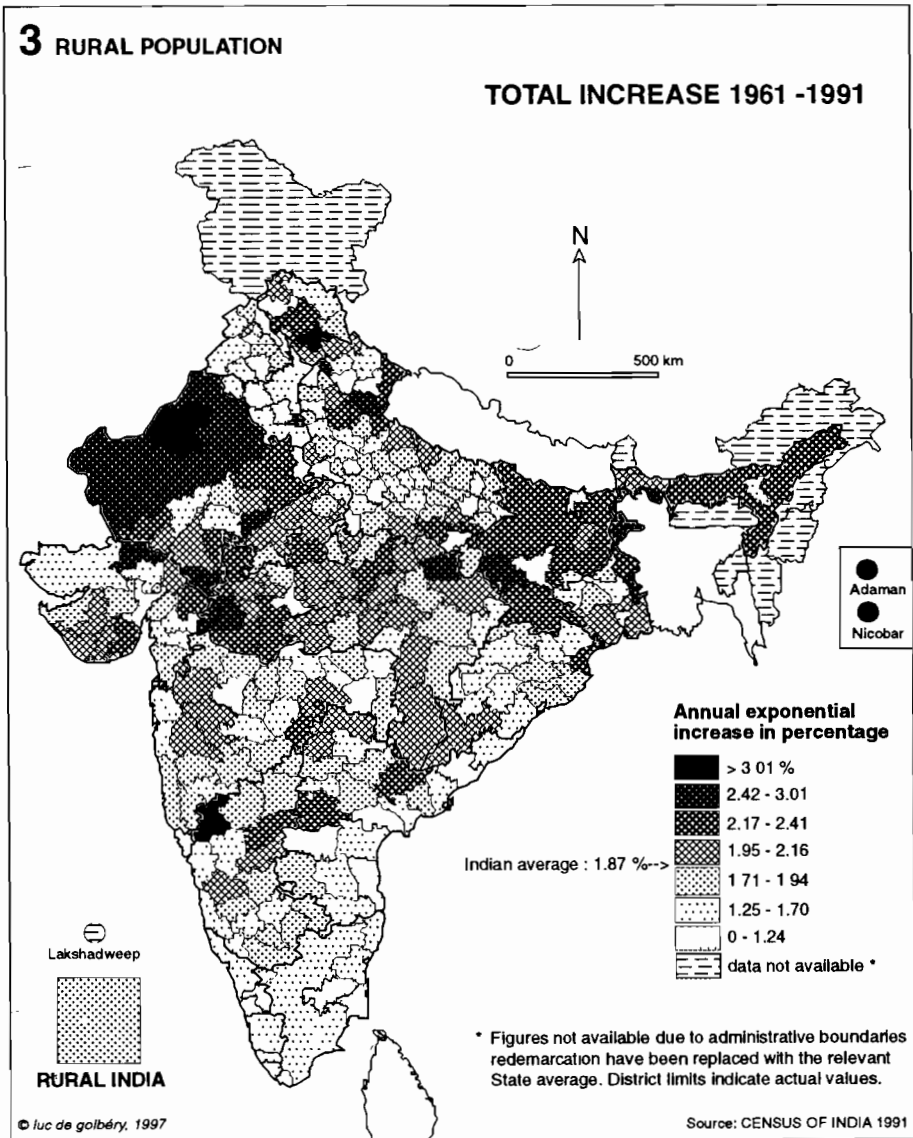 3 RURAL POPULATION
TOTAL INCREASE 1961 -1991
N
0 500 km
Adaman
Nicobar
Annual exponential
increase in percentage
> 3 01 %
2.42 - 3.01
2.17 - 2.41
1.95 - 2.16
Indian average : 1.87 %-->
1 71 - 1 94
1.25 - 1.70
0 - 1.24
data not available *
Lakshadweep
RURAL INDIA
* Figures not available due to administrative boundaries
redemarcation have been replaced with the relevant
State average. District limits indicate actual values.
© luc de golbéry, 1997
Source: CENSUS OF INDIA 1991